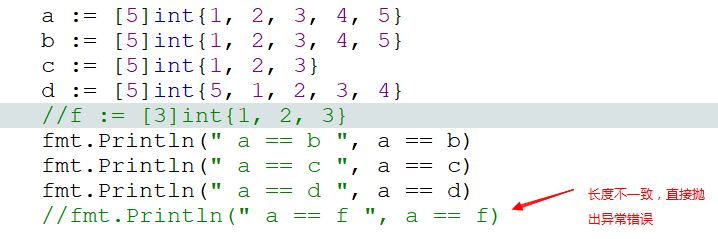 a := [5]int{1, 2, 3, 4, 5}
b := [5]int{1, 2, 3, 4, 5}
c := [5]int{1, 2, 3}
d := [5]int{5, 1, 2, 3, 4}
//f := [3]int{1, 2, 3}
fmt.Println(" a == b ", a == b)
fmt.Println(" a == c ", a == c)
fmt.Println(" a == d ", a == d)
//fmt.Println(" a == f ", a == f)
长度不一致，直接抛
出异常错误